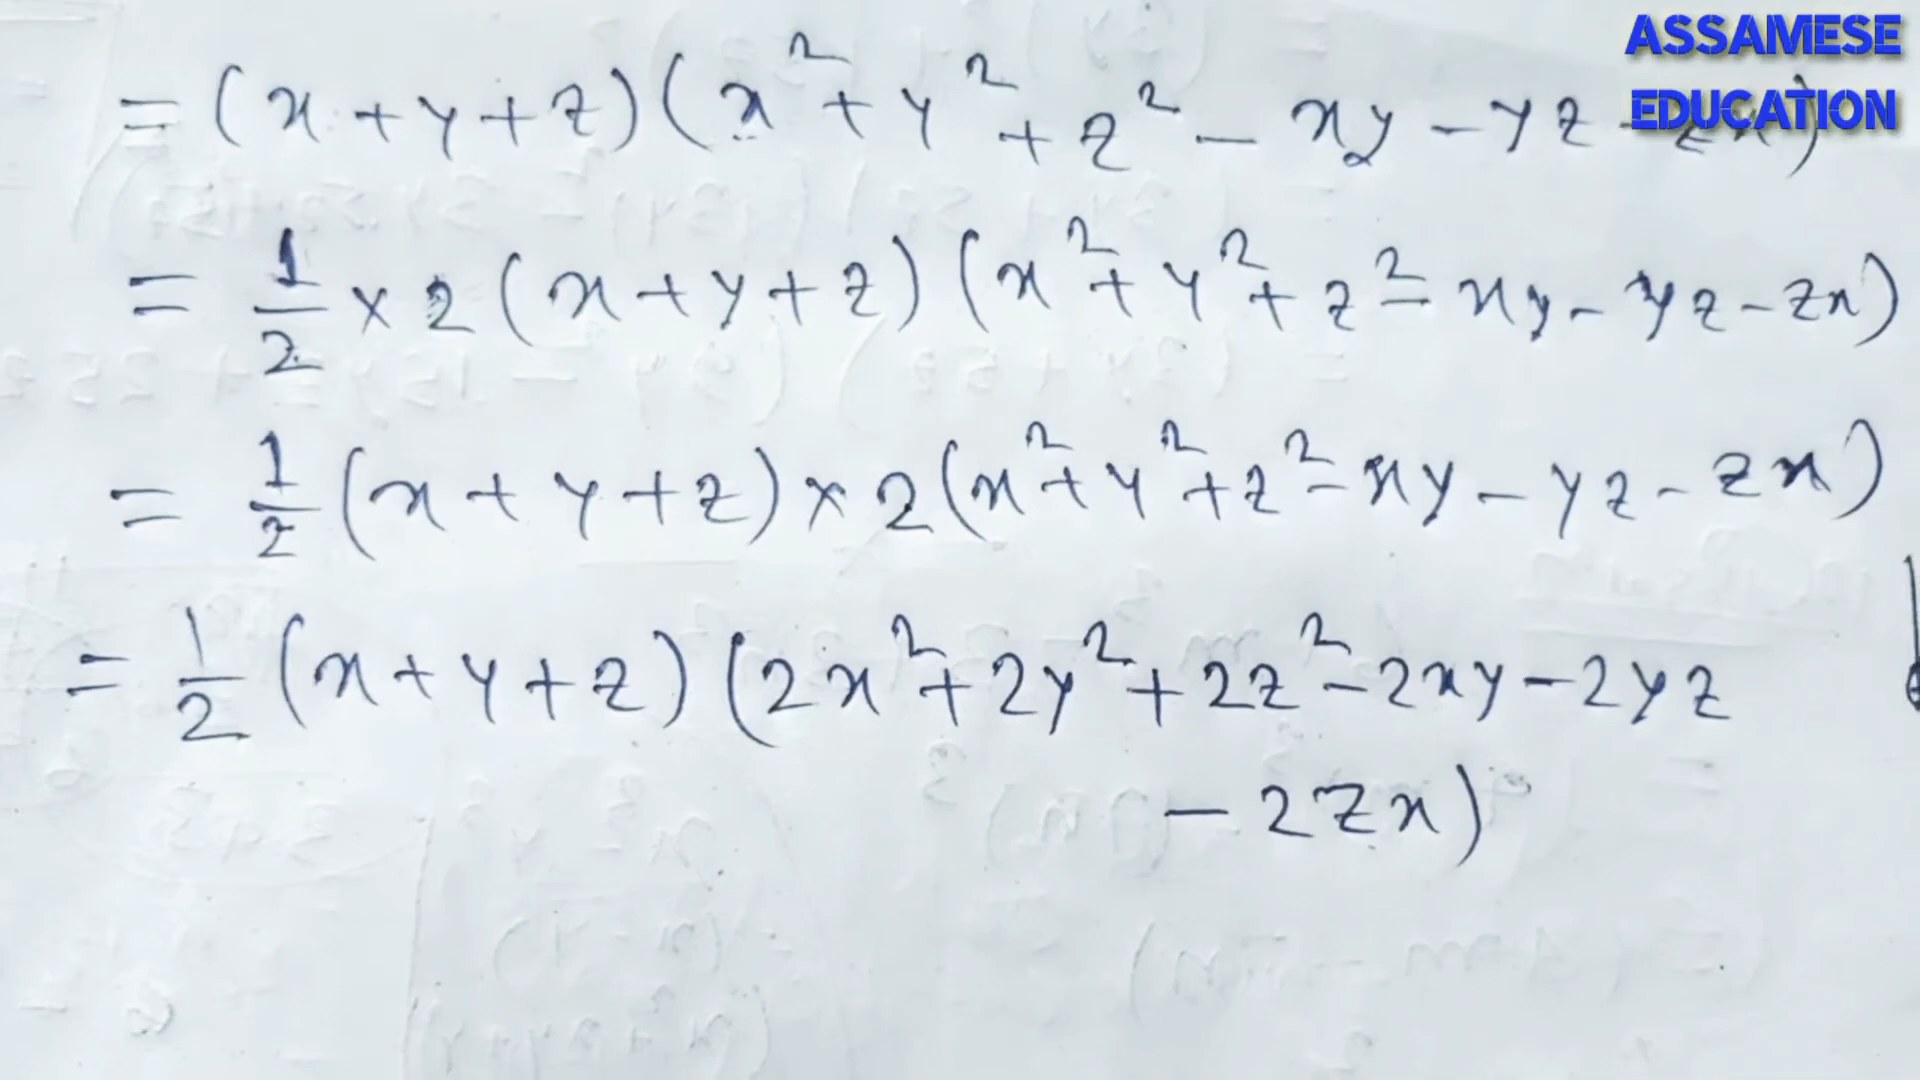 ASSAMESE
EDUCATION
= (x + y + z) (x² + y² + z² - xy - yz - zx)
= 1/2 × 2 (x + y + z) (x² + y² + z² - xy - yz - zx)
= 1/2 (x + y + z) × 2 (x² + y² + z² - xy - yz - zx)
= 1/2 (x + y + z) (2x² + 2y² + 2z² - 2xy - 2yz
- 2zx)